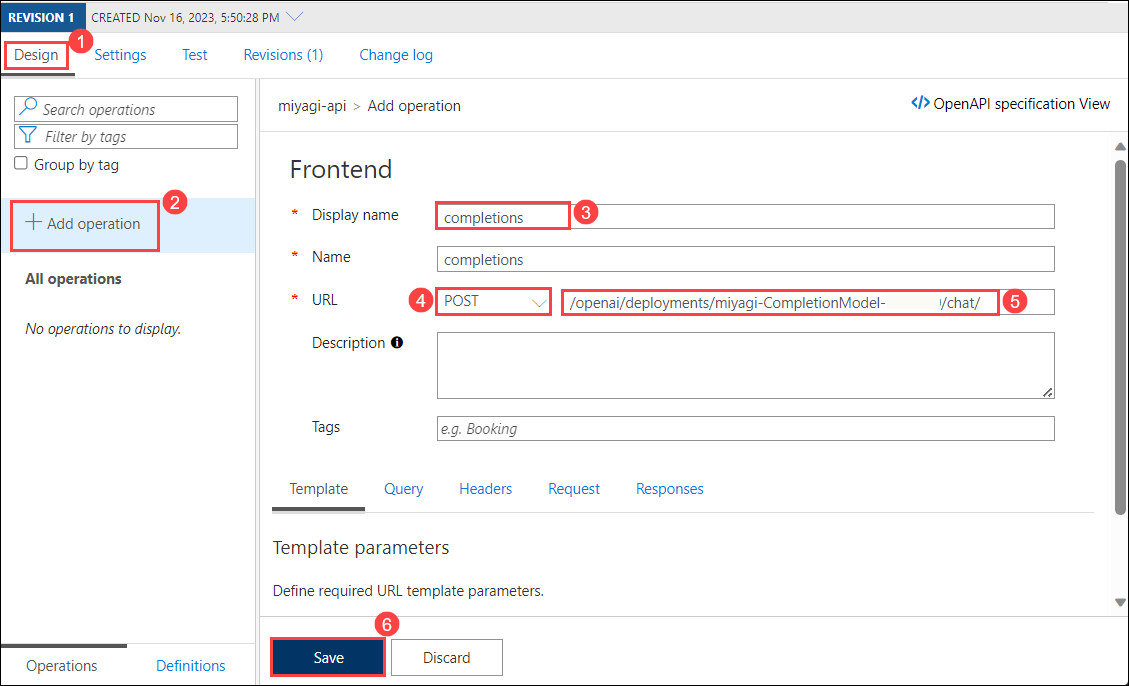 REVISION 1 CREATED Nov 16, 2023, 5:50:28 PM
1
Design Settings Test Revisions (1) Change log
Search operations
Filter by tags
Group by tag
2
Add operation
All operations
No operations to display.
Operations Definitions
miyagi-api > Add operation
</> OpenAPI specification View
Frontend
* Display name completions 3
* Name completions
* URL 4 POST /openai/deployments/miyagi-CompletionModel- /chat/ 5
Description
Tags e.g. Booking
Template Query Headers Request Responses
Template parameters
Define required URL template parameters.
6
Save Discard